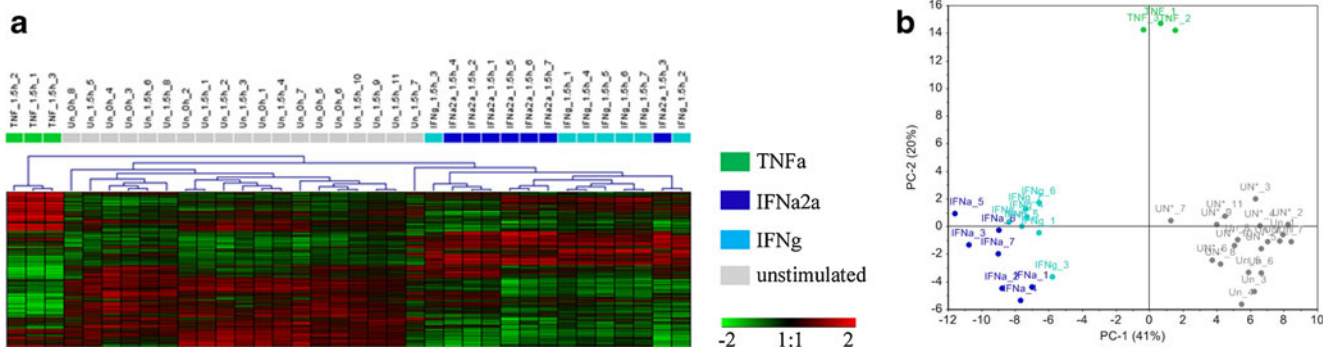 a
b
TNF_1.5h_2
TNF_1.5h_1
TNF_1.5h_3
Un_0h_8
Un_1.5h_5
Un_0h_4
Un_0h_3
Un_1.5h_6
Un_1.5h_8
Un_0h_2
Un_1.5h_1
Un_1.5h_2
Un_1.5h_3
Un_0h_1
Un_1.5h_4
Un_0h_7
Un_0h_5
Un_0h_6
Un_1.5h_10
Un_1.5h_9
Un_1.5h_11
Un_1.5h_7
IFNg_1.5h_3
IFNa2a_1.5h_4
IFNa2a_1.5h_2
IFNa2a_1.5h_1
IFNa2a_1.5h_5
IFNa2a_1.5h_6
IFNa2a_1.5h_7
IFNg_1.5h_1
IFNg_1.5h_4
IFNg_1.5h_5
IFNg_1.5h_6
IFNg_1.5h_7
IFNa2a_1.5h_3
IFNg_1.5h_2
TNFa
IFNa2a
IFNg
unstimulated
-2 1:1 2
PC-2 (20%)
16
14
12
10
8
6
4
2
0
-2
-4
-6
-12 -10 -8 -6 -4 -2 0 2 4 6 8 10
PC-1 (41%)
TNF_1
TNF_3
TNF_2
IFNg_6
IFNa_5
IFNg_1
IFNa_3
IFNa_7
IFNg_3
IFNa_2
IFNa_1
UN*_3
UN*_11
UN*_7
UN*_4
UN*_2
Un_6
Un_3
Un_4